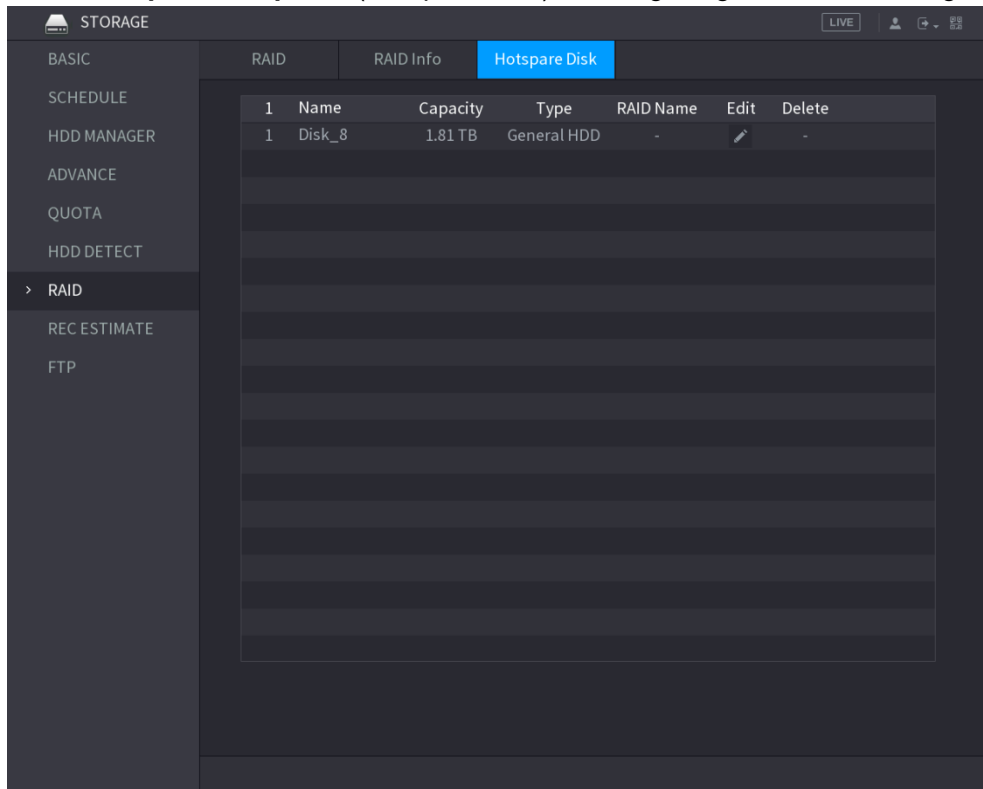 STORAGE LIVE
BASIC
SCHEDULE
HDD MANAGER
ADVANCE
QUOTA
HDD DETECT
> RAID
REC ESTIMATE
FTP
RAID RAID Info Hotspare Disk
1 Name Capacity Type RAID Name Edit Delete
1 Disk_8 1.81 TB General HDD - -